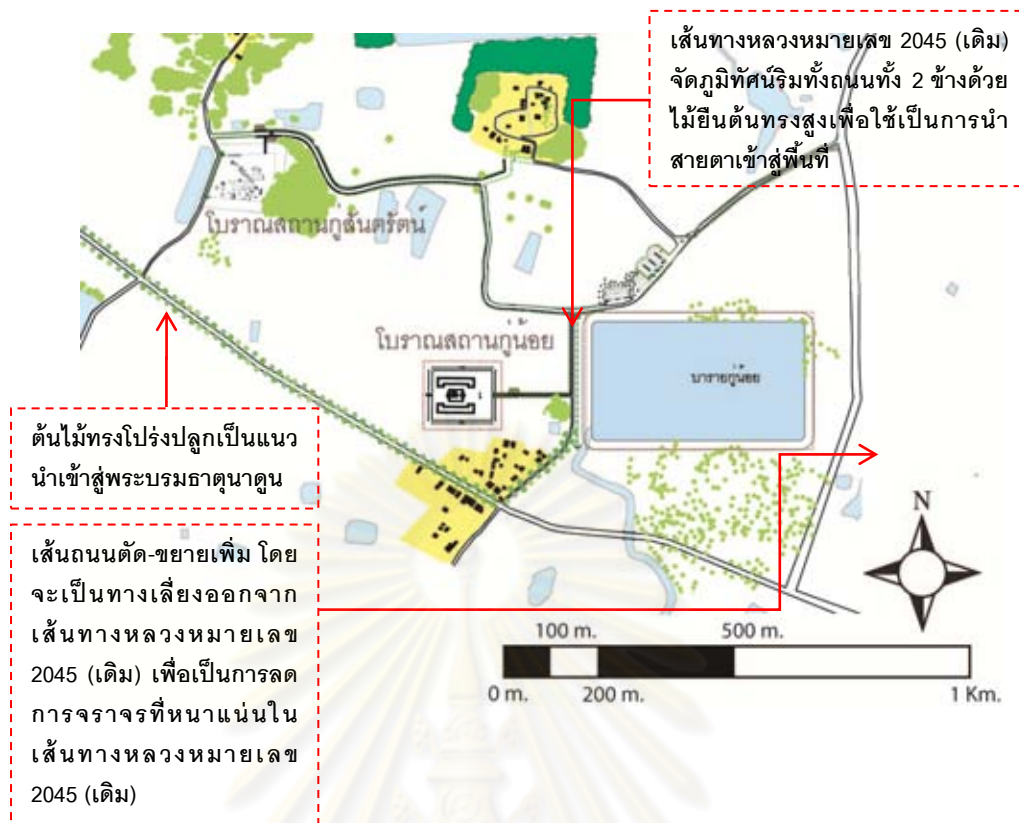 เส้นทางหลวงหมายเลข 2045 (เดิม)
จัดภูมิทัศน์ริมทั้งถนนทั้ง 2 ข้างด้วย
ไม้ยืนต้นทรงสูงเพื่อใช้เป็นการนำ
สายตาเข้าสู่พื้นที่
โบราณสถานกู่สันตรัตน์
โบราณสถานกู่น้อย
บารายกู่น้อย
ต้นไม้ทรงโปร่งปลูกเป็นแนว
นำเข้าสู่พระบรมธาตุนาดูน
เส้นถนนตัด-ขยายเพิ่ม โดย
จะเป็นทางเลี่ยงออกจาก
เส้นทางหลวงหมายเลข
2045 (เดิม) เพื่อเป็นการลด
การจราจรที่หนาแน่นใน
เส้นทางหลวงหมายเลข
2045 (เดิม)
N
100 m. 500 m.
0 m. 200 m. 1 Km.